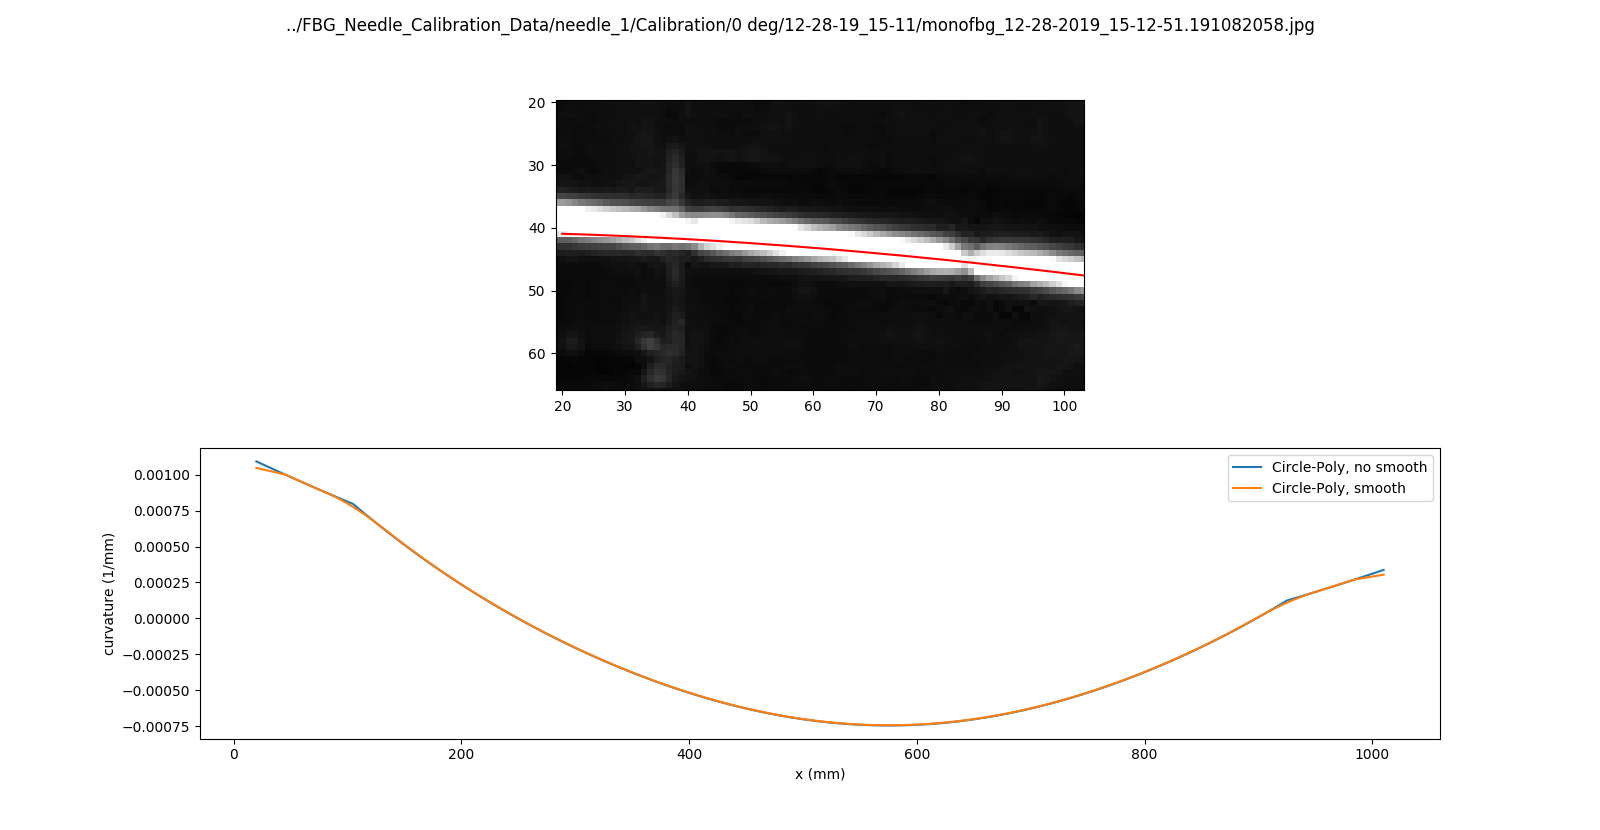 ../FBG_Needle_Calibration_Data/needle_1/Calibration/0 deg/12-28-19_15-11/monofbg_12-28-2019_15-12-51.191082058.jpg
20
30
40
50
60
20 30 40 50 60 70 80 90 100
0.00100
0.00075
0.00050
0.00025
0.00000
−0.00025
−0.00050
−0.00075
curvature (1/mm)
Circle-Poly, no smooth
Circle-Poly, smooth
0 200 400 600 800 1000
x (mm)